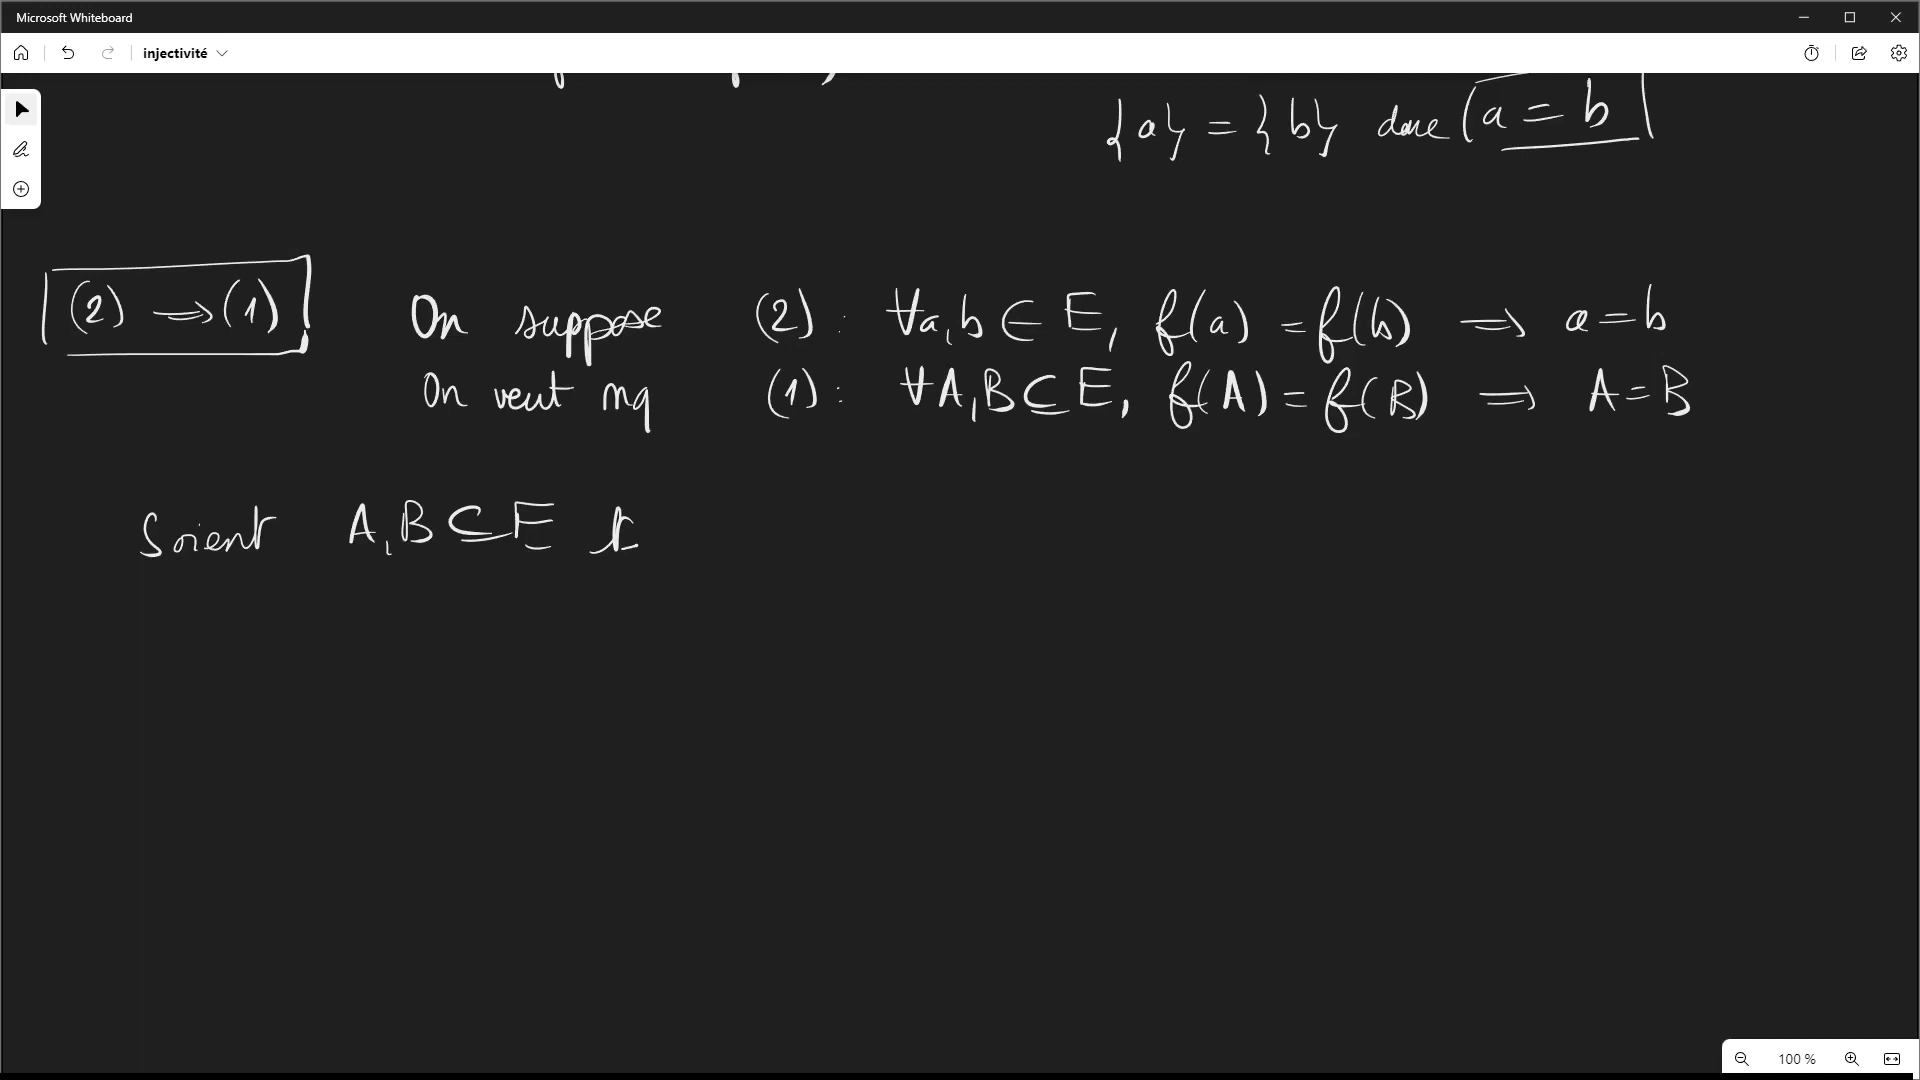 Microsoft Whiteboard
injectivité
{a} = {b} donc a = b
(2) ⟹ (1) On suppose (2) : ∀a, b ∈ E, f(a) = f(b) ⟹ a = b
On veut mq (1) : ∀A, B ⊆ E, f(A) = f(B) ⟹ A = B
Soient A, B ⊆ E
100 %